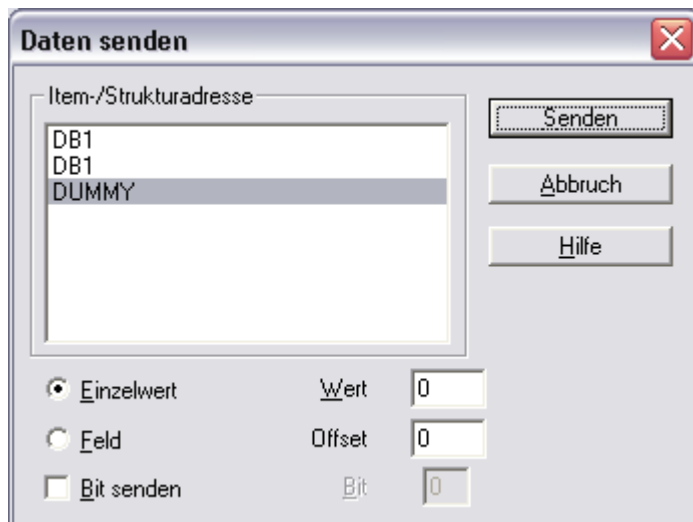 Daten senden
Item-/Strukturadresse
DB1
DB1
DUMMY
Senden
Abbruch
Hilfe
Einzelwert Wert 0
Feld Offset 0
Bit senden Bit 0